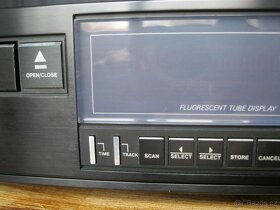 OPEN/CLOSE
FLUORESCENT TUBE DISPLAY
TIME
TRACK
SCAN
SELECT
SELECT
STORE
CANCEL